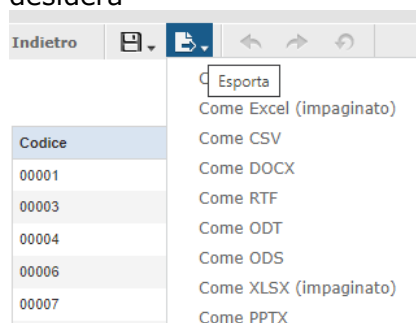 desidera
Indietro
Esporta
Come Excel (impaginato)
Codice
Come CSV
00001
Come DOCX
00003
Come RTF
00004
Come ODT
00006
Come ODS
Come XLSX (impaginato)
00007
Come PPTX